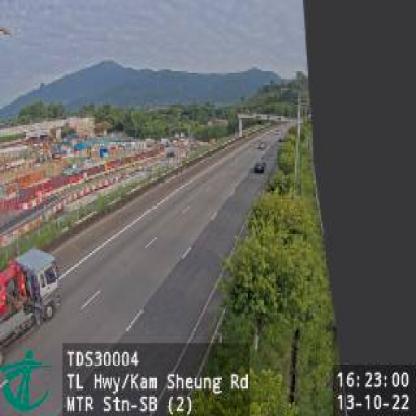 TDS30004
TL Hwy/Kam Sheung Rd
MTR Stn-SB (2)
16:23:00
13-10-22